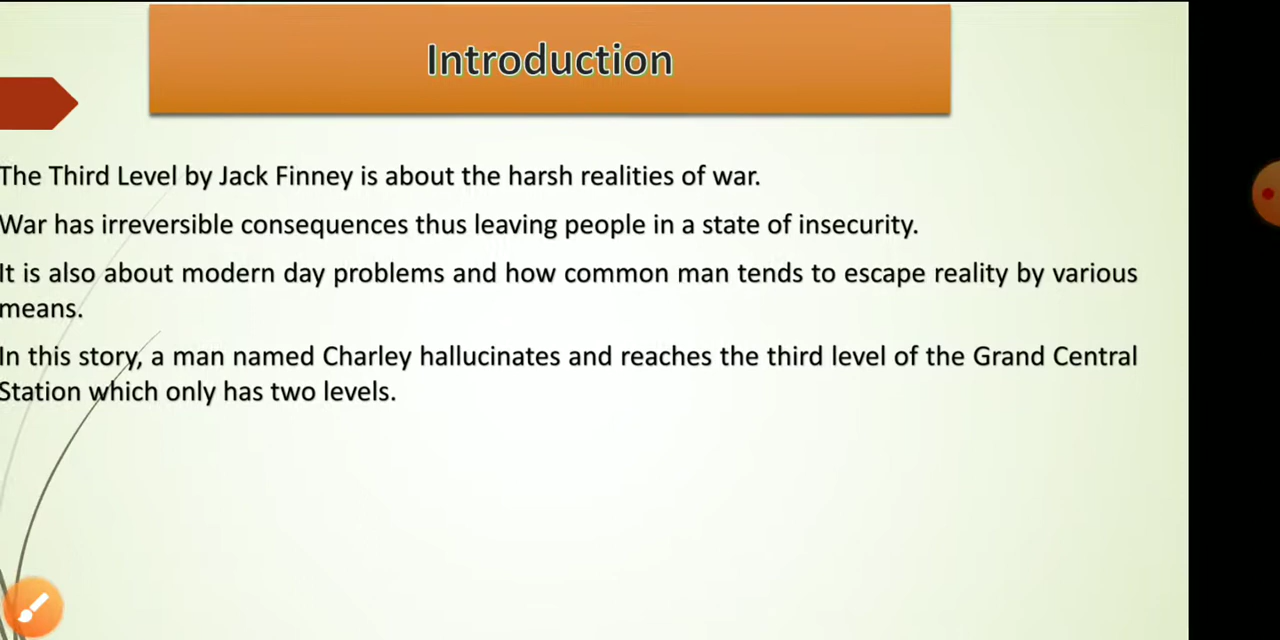 Introduction
The Third Level by Jack Finney is about the harsh realities of war.
War has irreversible consequences thus leaving people in a state of insecurity.
It is also about modern day problems and how common man tends to escape reality by various
means.
In this story, a man named Charley hallucinates and reaches the third level of the Grand Central
Station which only has two levels.